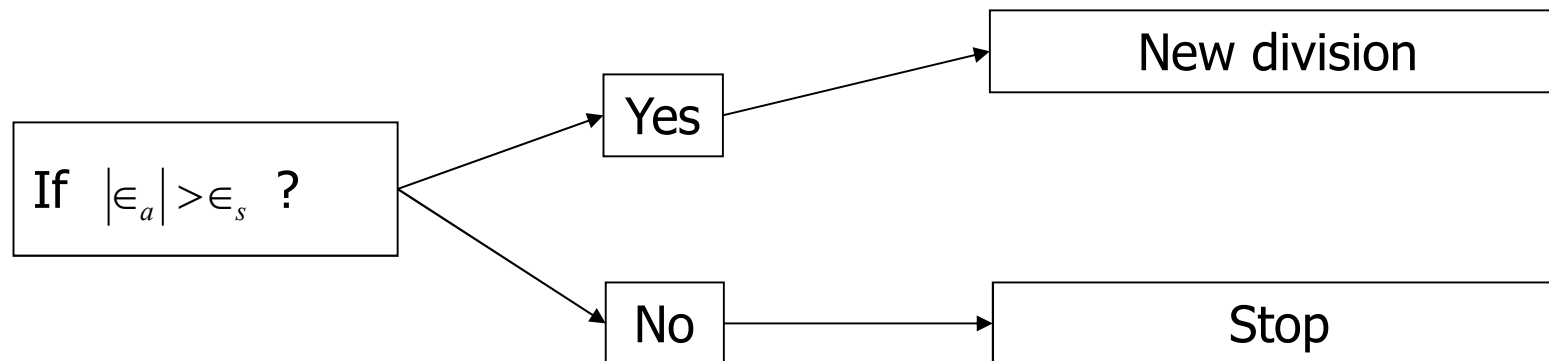 New division
Yes
If |∈a| >∈s ?
No
Stop